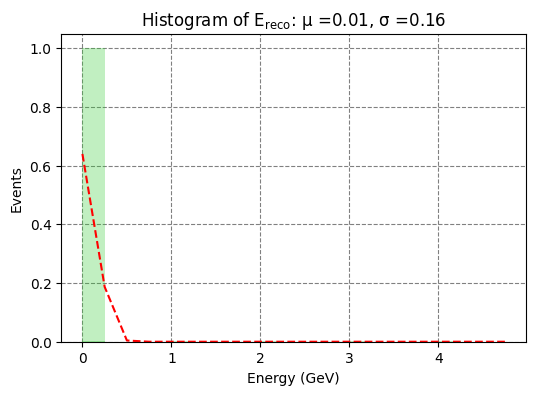 Histogram of E_reco: μ =0.01, σ =0.16
1.0
0.8
0.6
0.4
0.2
0.0
Events
0 1 2 3 4
Energy (GeV)